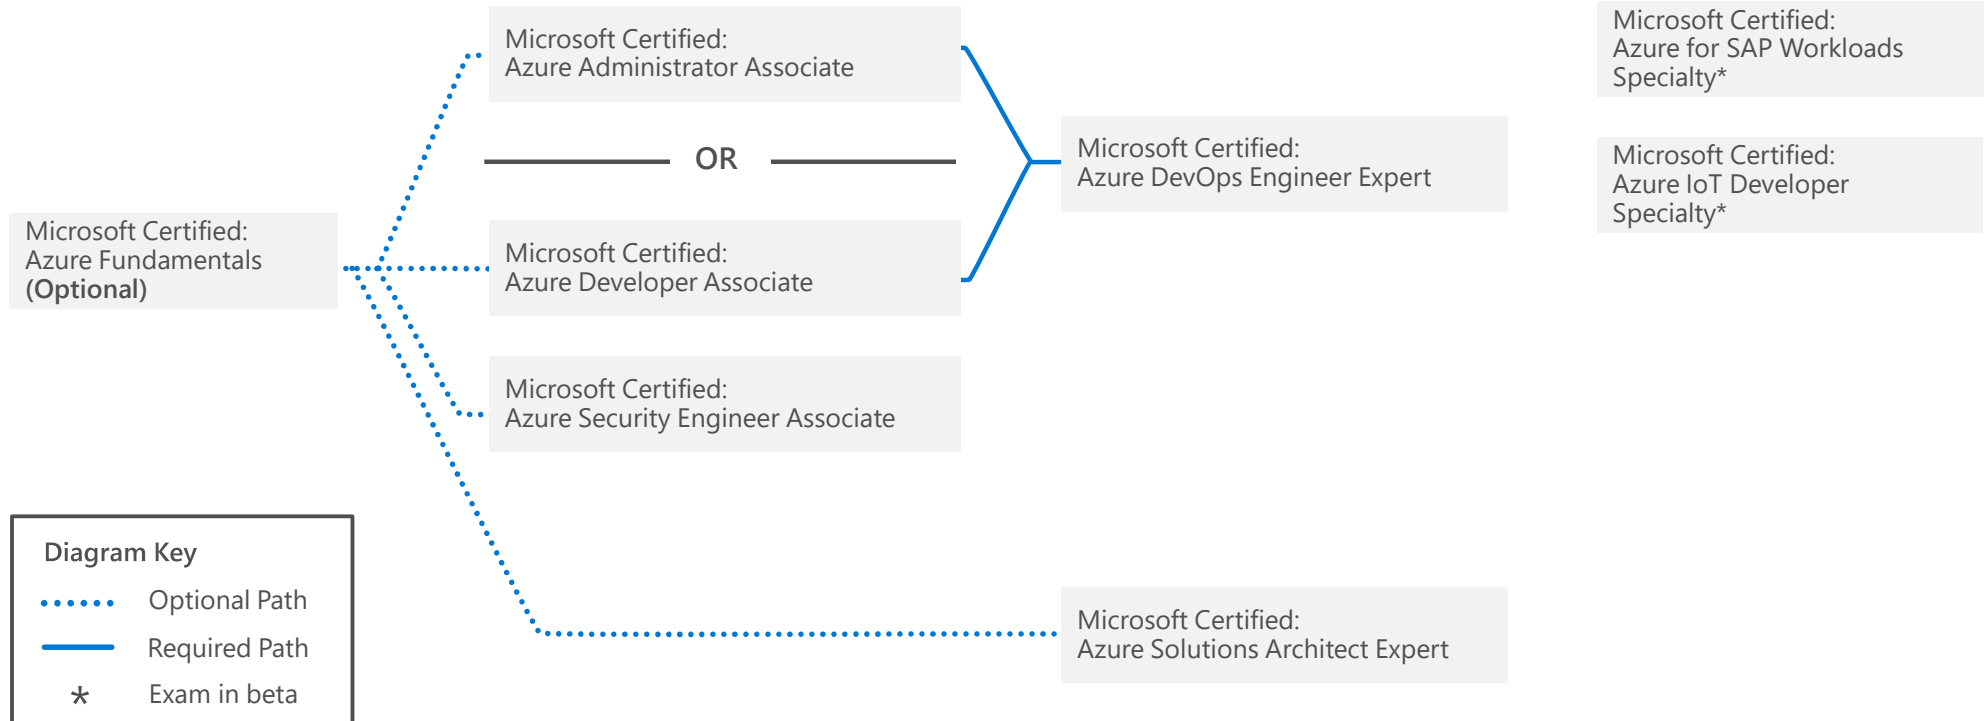 Microsoft Certified:
Azure Fundamentals
(Optional)
Microsoft Certified:
Azure Administrator Associate
OR
Microsoft Certified:
Azure Developer Associate
Microsoft Certified:
Azure Security Engineer Associate
Microsoft Certified:
Azure DevOps Engineer Expert
Microsoft Certified:
Azure Solutions Architect Expert
Microsoft Certified:
Azure for SAP Workloads
Specialty*
Microsoft Certified:
Azure IoT Developer
Specialty*
Diagram Key
Optional Path
Required Path
* Exam in beta